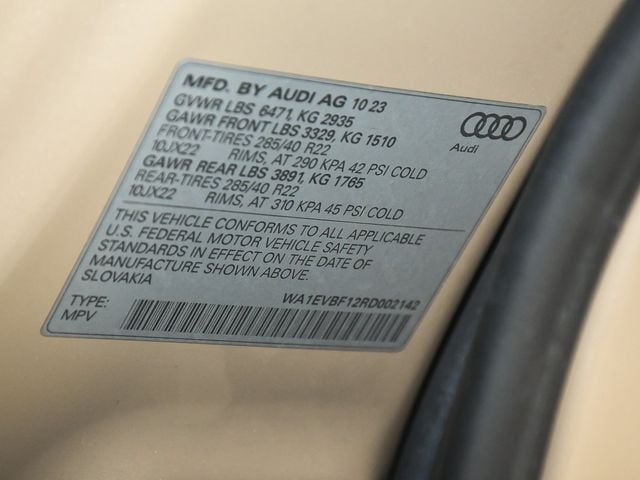 MFD. BY AUDI AG 10 23
GVWR LBS 6471, KG 2935
GAWR FRONT LBS 3329, KG 1510
FRONT-TIRES 285/40 R22
10JX22 RIMS, AT 290 KPA 42 PSI COLD
GAWR REAR LBS 3891, KG 1765
REAR-TIRES 285/40 R22
10JX22 RIMS, AT 310 KPA 45 PSI COLD
Audi
THIS VEHICLE CONFORMS TO ALL APPLICABLE
U.S. FEDERAL MOTOR VEHICLE SAFETY
STANDARDS IN EFFECT ON THE DATE OF
MANUFACTURE SHOWN ABOVE.
SLOVAKIA
WA1EVBF12RD002142
TYPE:
MPV